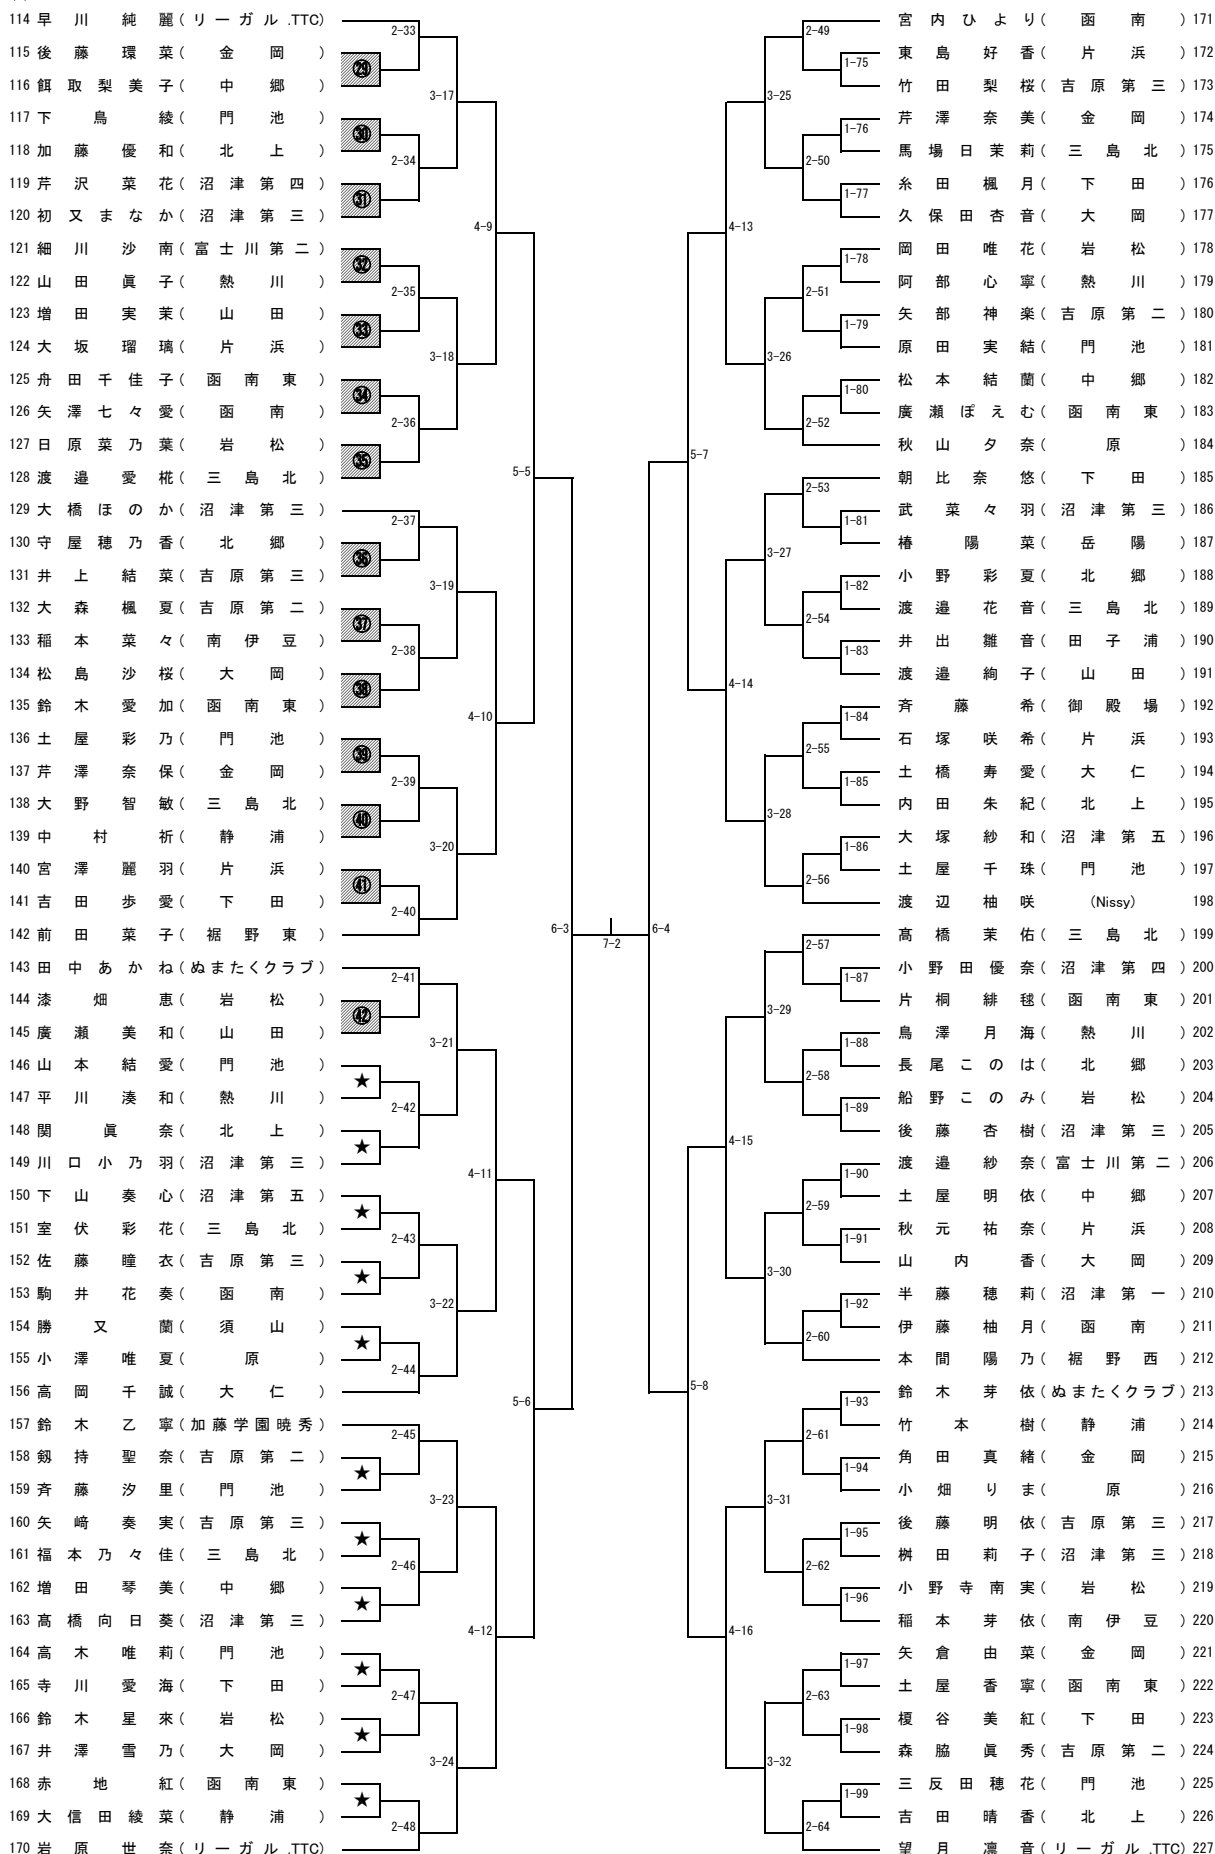 114 早川純麗(リーガル.TTC)
115 後藤環菜(金岡)
116 餌取梨美子(中郷)
117 下鳥綾(門池)
118 加藤優和(北上)
119 芹沢菜花(沼津第四)
120 初又まなか(沼津第三)
121 細川沙南(富士川第二)
122 山田眞子(熱川)
123 増田実茉(山田)
124 大坂瑠璃(片浜)
125 舟田千佳子(函南東)
126 矢澤七々愛(函南)
127 日原菜乃葉(岩松)
128 渡邉愛椛(三島北)
129 大橋ほのか(沼津第三)
130 守屋穂乃香(北郷)
131 井上結菜(吉原第三)
132 大森楓夏(吉原第二)
133 稲本菜々(南伊豆)
134 松島沙桜(大岡)
135 鈴木愛加(函南東)
136 土屋彩乃(門池)
137 芹澤奈保(金岡)
138 大野智敏(三島北)
139 中村祈(静浦)
140 宮澤麗羽(片浜)
141 吉田歩愛(下田)
142 前田菜子(裾野東)
143 田中あかね(ぬまたくクラブ)
144 漆畑恵(岩松)
145 廣瀬美和(山田)
146 山本結愛(門池)
147 平川湊和(熱川)
148 関眞奈(北上)
149 川口小乃羽(沼津第三)
150 下山奏心(沼津第五)
151 室伏彩花(三島北)
152 佐藤瞳衣(吉原第三)
153 駒井花奏(函南)
154 勝又蘭(須山)
155 小澤唯夏(原)
156 高岡千誠(大仁)
157 鈴木乙寧(加藤学園暁秀)
158 剱持聖奈(吉原第二)
159 斉藤汐里(門池)
160 矢﨑奏実(吉原第三)
161 福本乃々佳(三島北)
162 増田琴美(中郷)
163 髙橋向日葵(沼津第三)
164 高木唯莉(門池)
165 寺川愛海(下田)
166 鈴木星來(岩松)
167 井澤雪乃(大岡)
168 赤地紅(函南東)
169 大信田綾菜(静浦)
170 岩原世奈(リーガル.TTC)
㉙
㉚
㉛
㉜
㉝
㉞
㉟
㊱
㊲
㊳
㊴
㊵
㊶
㊷
★
★
★
★
★
★
★
★
★
★
★
2-33
2-34
2-35
2-36
2-37
2-38
2-39
2-40
2-41
2-42
2-43
2-44
2-45
2-46
2-47
2-48
3-17
3-18
3-19
3-20
3-21
3-22
3-23
3-24
4-9
4-10
4-11
4-12
5-5
5-6
6-3
7-2
6-4
5-7
5-8
4-13
4-14
4-15
4-16
3-25
3-26
3-27
3-28
3-29
3-30
3-31
3-32
2-49
2-50
2-51
2-52
2-53
2-54
2-55
2-56
2-57
2-58
2-59
2-60
2-61
2-62
2-63
2-64
1-75
1-76
1-77
1-78
1-79
1-80
1-81
1-82
1-83
1-84
1-85
1-86
1-87
1-88
1-89
1-90
1-91
1-92
1-93
1-94
1-95
1-96
1-97
1-98
1-99
宮内ひより(函南)171
東島好香(片浜)172
竹田梨桜(吉原第三)173
芹澤奈美(金岡)174
馬場日茉莉(三島北)175
糸田楓月(下田)176
久保田杏音(大岡)177
岡田唯花(岩松)178
阿部心寧(熱川)179
矢部神楽(吉原第二)180
原田実結(門池)181
松本結蘭(中郷)182
廣瀬ぽえむ(函南東)183
秋山夕奈(原)184
朝比奈悠(下田)185
武菜々羽(沼津第三)186
椿陽菜(岳陽)187
小野彩夏(北郷)188
渡邉花音(三島北)189
井出雛音(田子浦)190
渡邉絢子(山田)191
斉藤希(御殿場)192
石塚咲希(片浜)193
土橋寿愛(大仁)194
内田朱紀(北上)195
大塚紗和(沼津第五)196
土屋千珠(門池)197
渡辺柚咲(Nissy)198
髙橋茉佑(三島北)199
小野田優奈(沼津第四)200
片桐緋毬(函南東)201
鳥澤月海(熱川)202
長尾このは(北郷)203
船野このみ(岩松)204
後藤杏樹(沼津第三)205
渡邉紗奈(富士川第二)206
土屋明依(中郷)207
秋元祐奈(片浜)208
山内香(大岡)209
半藤穂莉(沼津第一)210
伊藤柚月(函南)211
本間陽乃(裾野西)212
鈴木芽依(ぬまたくクラブ)213
竹本樹(静浦)214
角田真緒(金岡)215
小畑りま(原)216
後藤明依(吉原第三)217
桝田莉子(沼津第三)218
小野寺南実(岩松)219
稲本芽依(南伊豆)220
矢倉由菜(金岡)221
土屋香寧(函南東)222
榎谷美紅(下田)223
森脇眞秀(吉原第二)224
三反田穂花(門池)225
吉田晴香(北上)226
望月凛音(リーガル.TTC)227